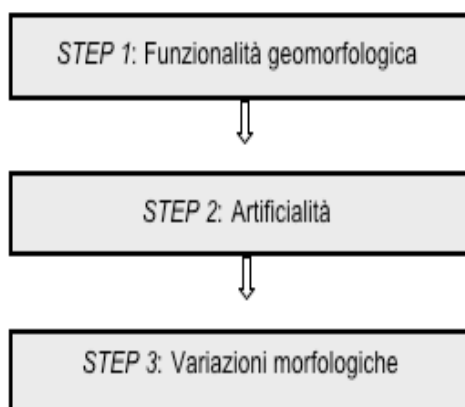 STEP 1: Funzionalità geomorfologica
STEP 2: Artificialità
STEP 3: Variazioni morfologiche